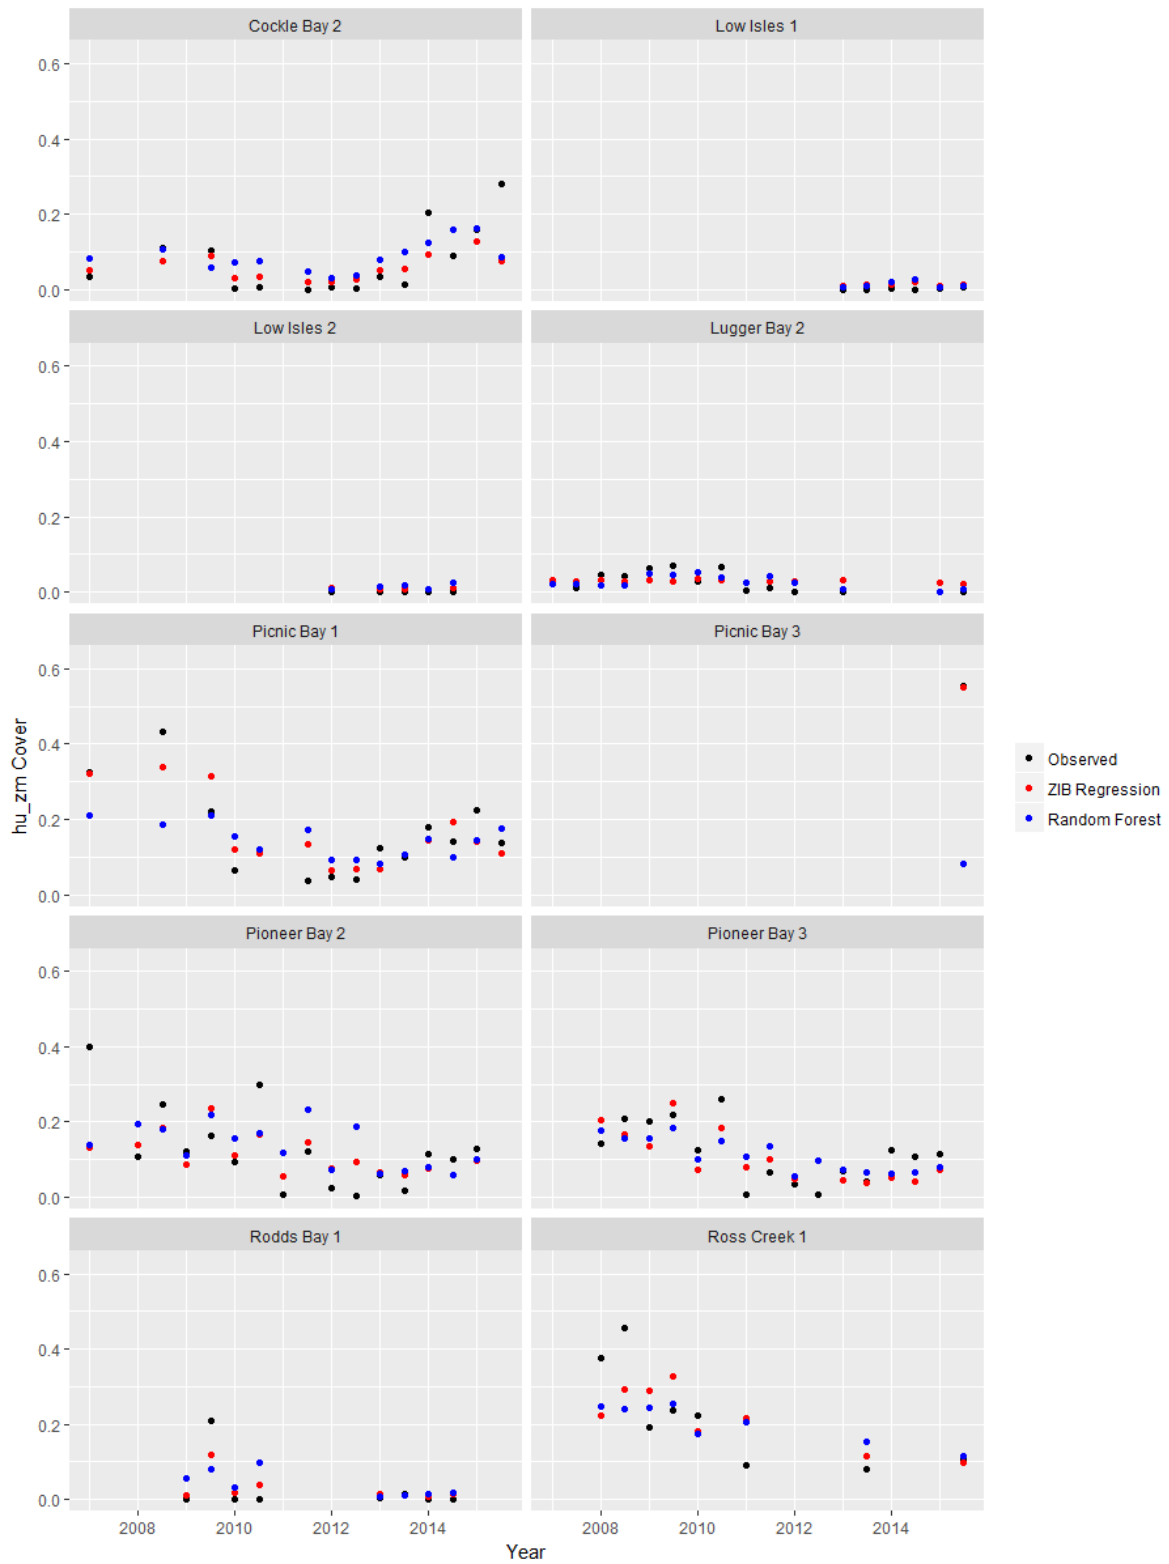 Cockle Bay 2 Low Isles 1
0.6
0.4
0.2
0.0
Low Isles 2 Lugger Bay 2
0.6
0.4
0.2
0.0
Picnic Bay 1 Picnic Bay 3
0.6
0.4
0.2
0.0
hu_zm Cover
Observed
ZIB Regression
Random Forest
Pioneer Bay 2 Pioneer Bay 3
0.6
0.4
0.2
0.0
Rodds Bay 1 Ross Creek 1
0.6
0.4
0.2
0.0
2008 2010 2012 2014 2008 2010 2012 2014
Year